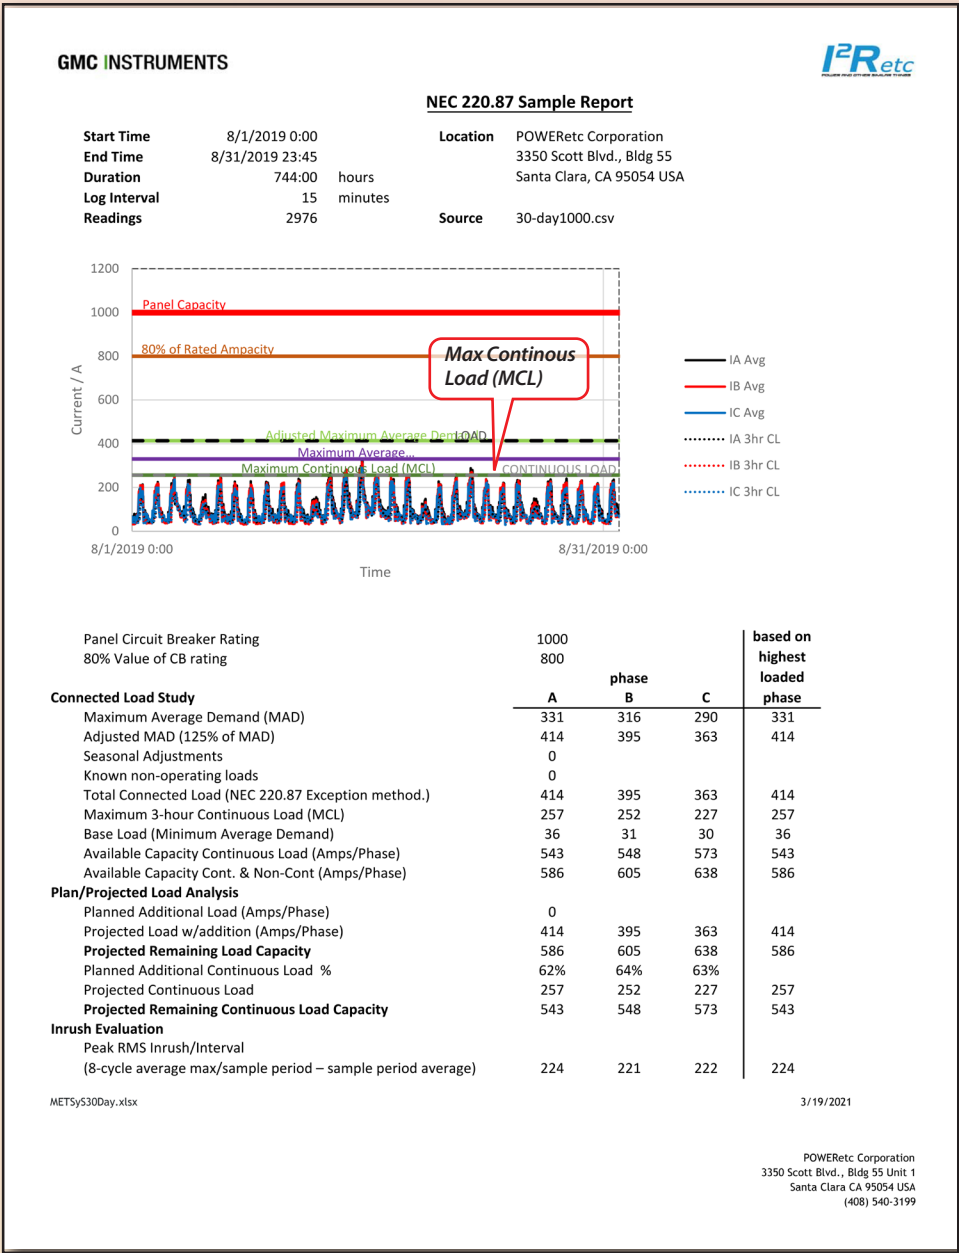 GMC INSTRUMENTS
I²R etc
POWER AND OTHER SIMILAR THINGS
NEC 220.87 Sample Report
Start Time 8/1/2019 0:00 Location POWERetc Corporation
End Time 8/31/2019 23:45 3350 Scott Blvd., Bldg 55
Duration 744:00 hours Santa Clara, CA 95054 USA
Log Interval 15 minutes
Readings 2976 Source 30-day1000.csv
1200
Panel Capacity
1000
80% of Rated Ampacity
800
Max Continous
Load (MCL)
Current / A
600
Adjusted Maximum Average Demand LOAD
400
Maximum Average...
Maximum Continuous Load (MCL) CONTINUOUS LOAD
200
0
8/1/2019 0:00 8/31/2019 0:00
Time
IA Avg
IB Avg
IC Avg
IA 3hr CL
IB 3hr CL
IC 3hr CL
Panel Circuit Breaker Rating 1000 based on
80% Value of CB rating 800 highest
phase loaded
Connected Load Study A B C phase
Maximum Average Demand (MAD) 331 316 290 331
Adjusted MAD (125% of MAD) 414 395 363 414
Seasonal Adjustments 0
Known non-operating loads 0
Total Connected Load (NEC 220.87 Exception method.) 414 395 363 414
Maximum 3-hour Continuous Load (MCL) 257 252 227 257
Base Load (Minimum Average Demand) 36 31 30 36
Available Capacity Continuous Load (Amps/Phase) 543 548 573 543
Available Capacity Cont. & Non-Cont (Amps/Phase) 586 605 638 586
Plan/Projected Load Analysis
Planned Additional Load (Amps/Phase) 0
Projected Load w/addition (Amps/Phase) 414 395 363 414
Projected Remaining Load Capacity 586 605 638 586
Planned Additional Continuous Load % 62% 64% 63%
Projected Continuous Load 257 252 227 257
Projected Remaining Continuous Load Capacity 543 548 573 543
Inrush Evaluation
Peak RMS Inrush/Interval
(8-cycle average max/sample period – sample period average) 224 221 222 224
METSyS30Day.xlsx 3/19/2021
POWERetc Corporation
3350 Scott Blvd., Bldg 55 Unit 1
Santa Clara CA 95054 USA
(408) 540-3199